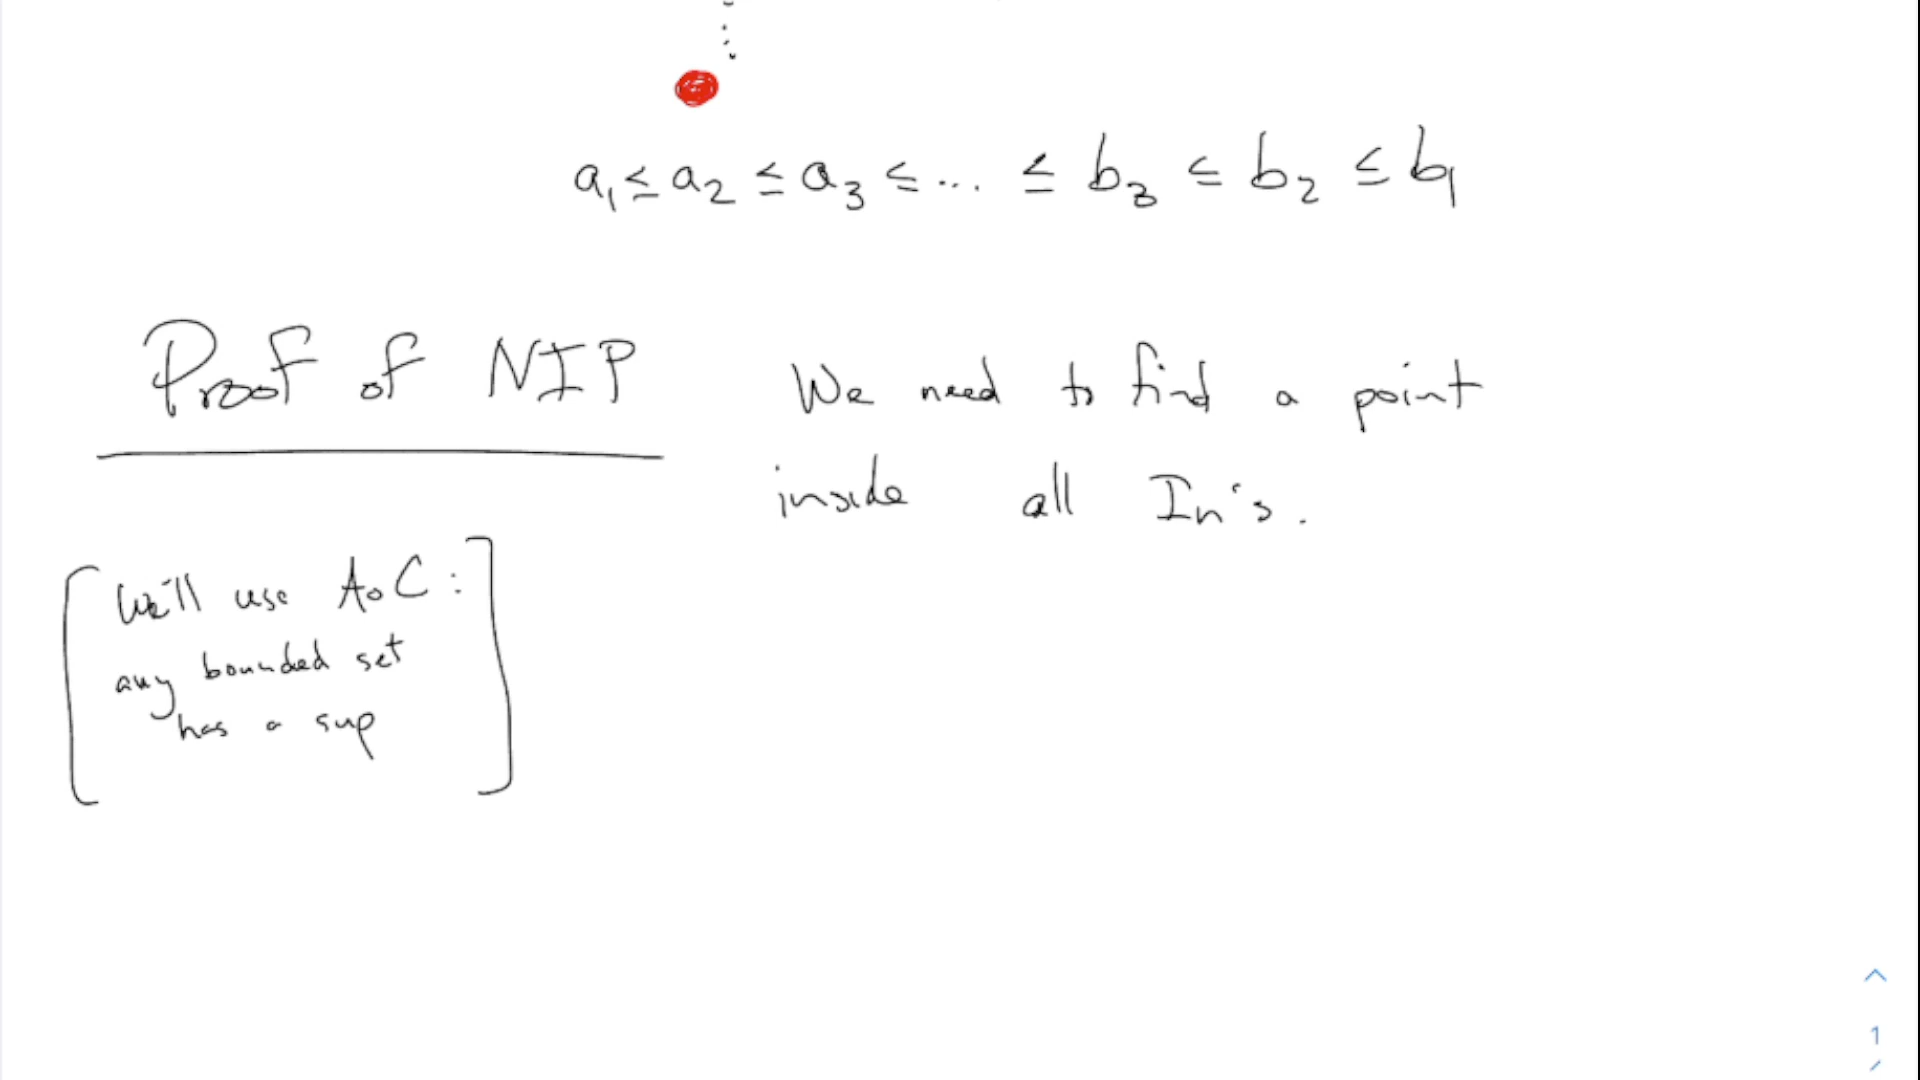 a₁ ≤ a₂ ≤ a₃ ≤ ... ≤ b₃ ≤ b₂ ≤ b₁
Proof of NIP
We need to find a point
inside all Iₙ's.
We'll use AoC:
any bounded set
has a sup
1